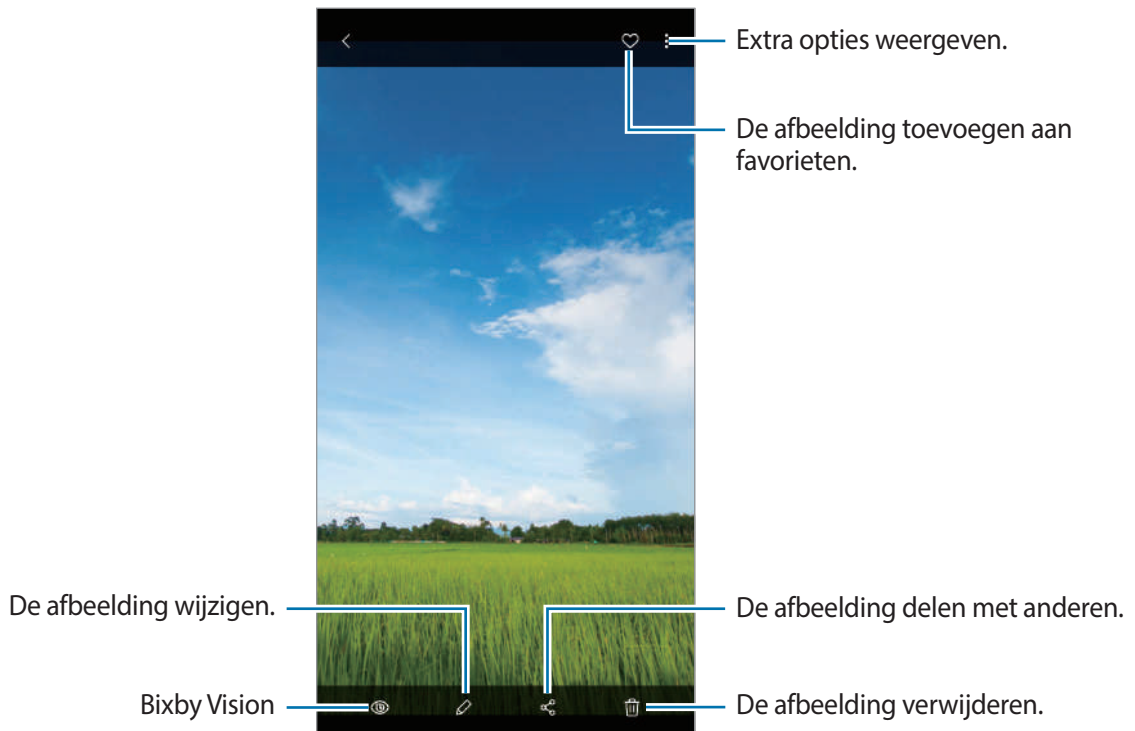 Extra opties weergeven.
De afbeelding toevoegen aan
favorieten.
De afbeelding wijzigen.
De afbeelding delen met anderen.
Bixby Vision
De afbeelding verwijderen.